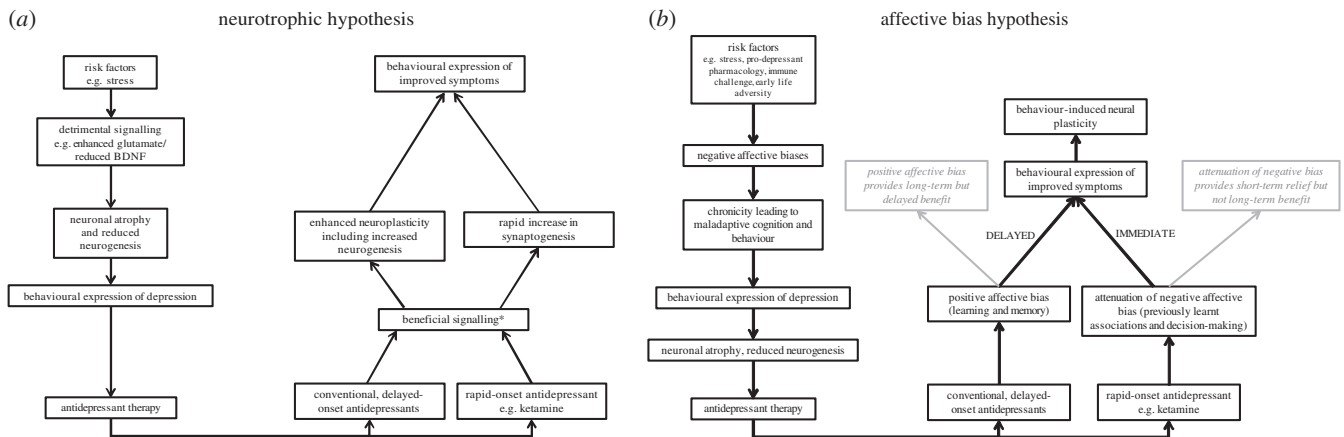 (a)
neurotrophic hypothesis
risk factors
e.g. stress
detrimental signalling
e.g. enhanced glutamate/
reduced BDNF
neuronal atrophy
and reduced
neurogenesis
behavioural expression of depression
antidepressant therapy
behavioural expression of
improved symptoms
enhanced neuroplasticity
including increased
neurogenesis
rapid increase in
synaptogenesis
beneficial signalling*
conventional, delayed-
onset antidepressants
rapid-onset antidepressant
e.g. ketamine
(b)
affective bias hypothesis
risk factors
e.g. stress, pro-depressant
pharmacology, immune
challenge, early life
adversity
negative affective biases
chronicity leading to
maladaptive cognition and
behaviour
behavioural expression of depression
neuronal atrophy, reduced neurogenesis
antidepressant therapy
behaviour-induced neural
plasticity
positive affective bias
provides long-term but
delayed benefit
behavioural expression of
improved symptoms
attenuation of negative bias
provides short-term relief but
not long-term benefit
DELAYED
IMMEDIATE
positive affective bias
(learning and memory)
attenuation of negative affective
bias (previously learnt
associations and decision-making)
conventional, delayed-
onset antidepressants
rapid-onset antidepressant
e.g. ketamine